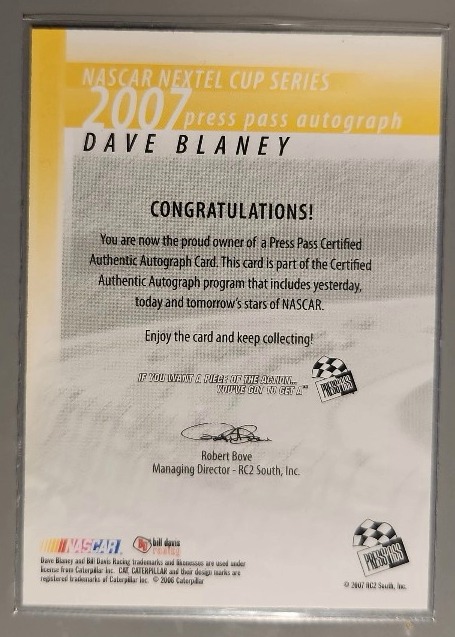 NASCAR NEXTEL CUP SERIES
2007 press pass autograph
DAVE BLANEY
CONGRATULATIONS!
You are now the proud owner of a Press Pass Certified
Authentic Autograph Card. This card is part of the Certified
Authentic Autograph program that includes yesterday,
today and tomorrow's stars of NASCAR.
Enjoy the card and keep collecting!
IF YOU WANT A PIECE OF THE ACTION...
YOU'VE GOT TO GET A
PRESS PASS
Robert Bove
Managing Director - RC2 South, Inc.
NASCAR
bill davis
racing
PRESS PASS
Dave Blaney and Bill Davis Racing trademarks and likenesses are used under
license from Caterpillar Inc. CAT, CATERPILLAR and their design marks are
registered trademarks of Caterpillar Inc. © 2006 Caterpillar
© 2007 RC2 South, Inc.